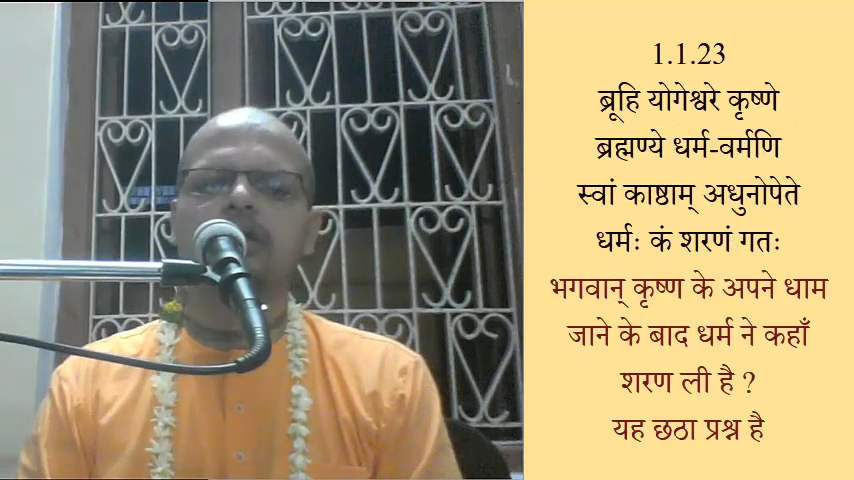 1.1.23
ब्रूहि योगेश्वरे कृष्णे
ब्रह्मण्ये धर्म-वर्मणि
स्वां काष्ठाम् अधुनोपेते
धर्मः कं शरणं गतः
भगवान् कृष्ण के अपने धाम
जाने के बाद धर्म ने कहाँ
शरण ली है ?
यह छठा प्रश्न है